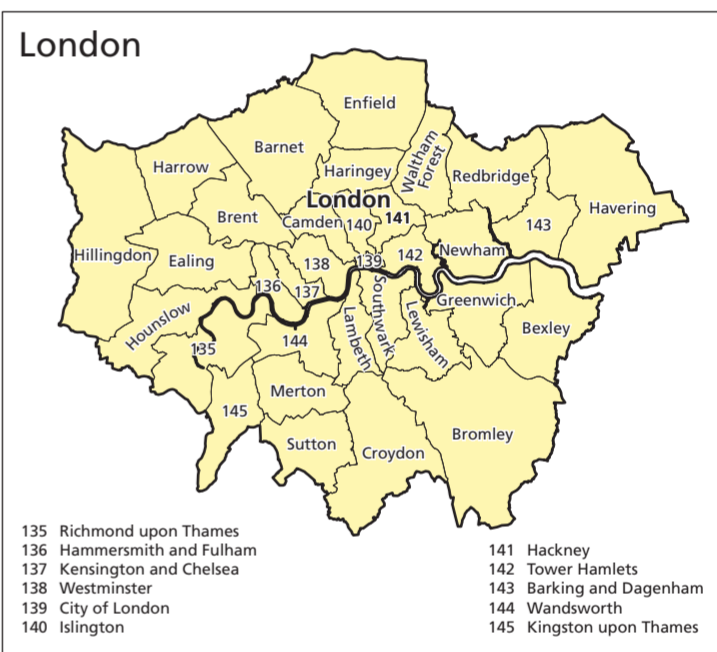 London
Enfield
Barnet
Waltham
Forest
Harrow
Haringey
Redbridge
London
Brent
Camden
140
141
143
Havering
Hillingdon
Ealing
138
139
142
Newham
136
137
Greenwich
Hounslow
Southwark
Lambeth
Lewisham
Bexley
135
144
Merton
145
Sutton
Croydon
Bromley
135 Richmond upon Thames
136 Hammersmith and Fulham
137 Kensington and Chelsea
138 Westminster
139 City of London
140 Islington
141 Hackney
142 Tower Hamlets
143 Barking and Dagenham
144 Wandsworth
145 Kingston upon Thames